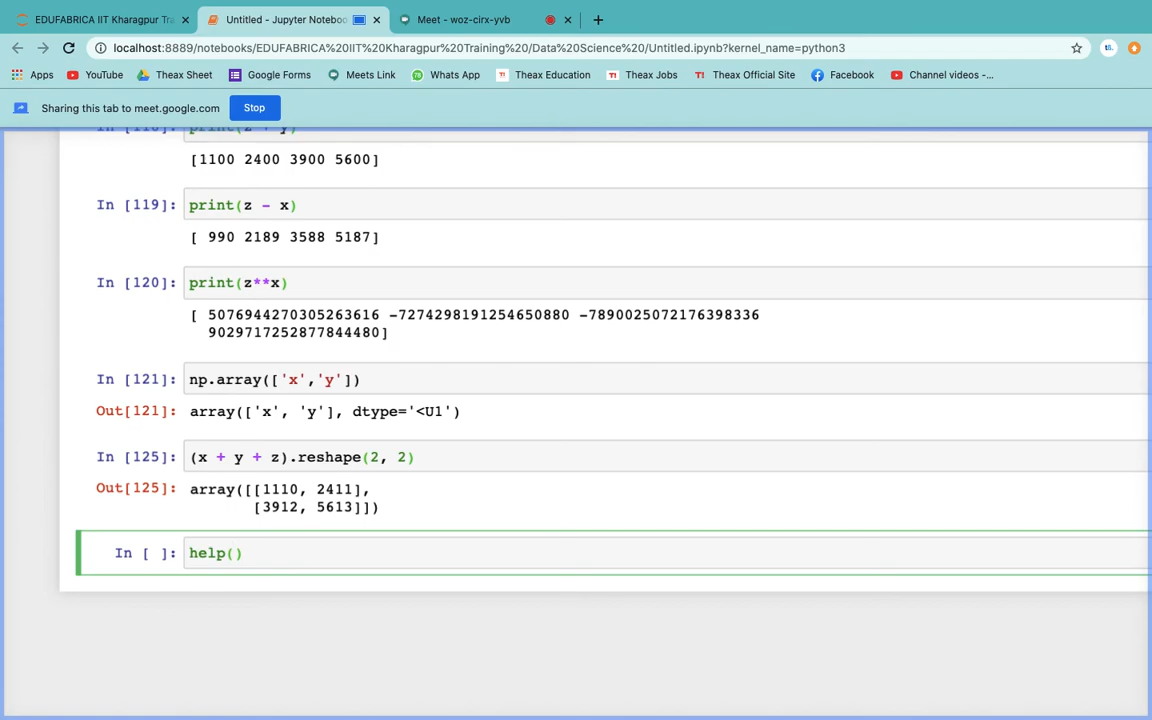 EDUFABRICA IIT Kharagpur Tra
Untitled - Jupyter Noteboo
Meet - woz-cirx-yvb
localhost:8889/notebooks/EDUFABRICA%20IIT%20Kharagpur%20Training%20/Data%20Science%20/Untitled.ipynb?kernel_name=python3
Apps YouTube Theax Sheet Google Forms Meets Link Whats App Theax Education Theax Jobs Theax Official Site Facebook Channel videos -...
Sharing this tab to meet.google.com Stop
In [118]: print(z + y)
[1100 2400 3900 5600]
In [119]: print(z - x)
[ 990 2189 3588 5187]
In [120]: print(z**x)
[ 5076944270305263616 -7274298191254650880 -7890025072176398336
9029717252877844480]
In [121]: np.array(['x','y'])
Out[121]: array(['x', 'y'], dtype='<U1')
In [125]: (x + y + z).reshape(2, 2)
Out[125]: array([[1110, 2411],
[3912, 5613]])
In [ ]: help()